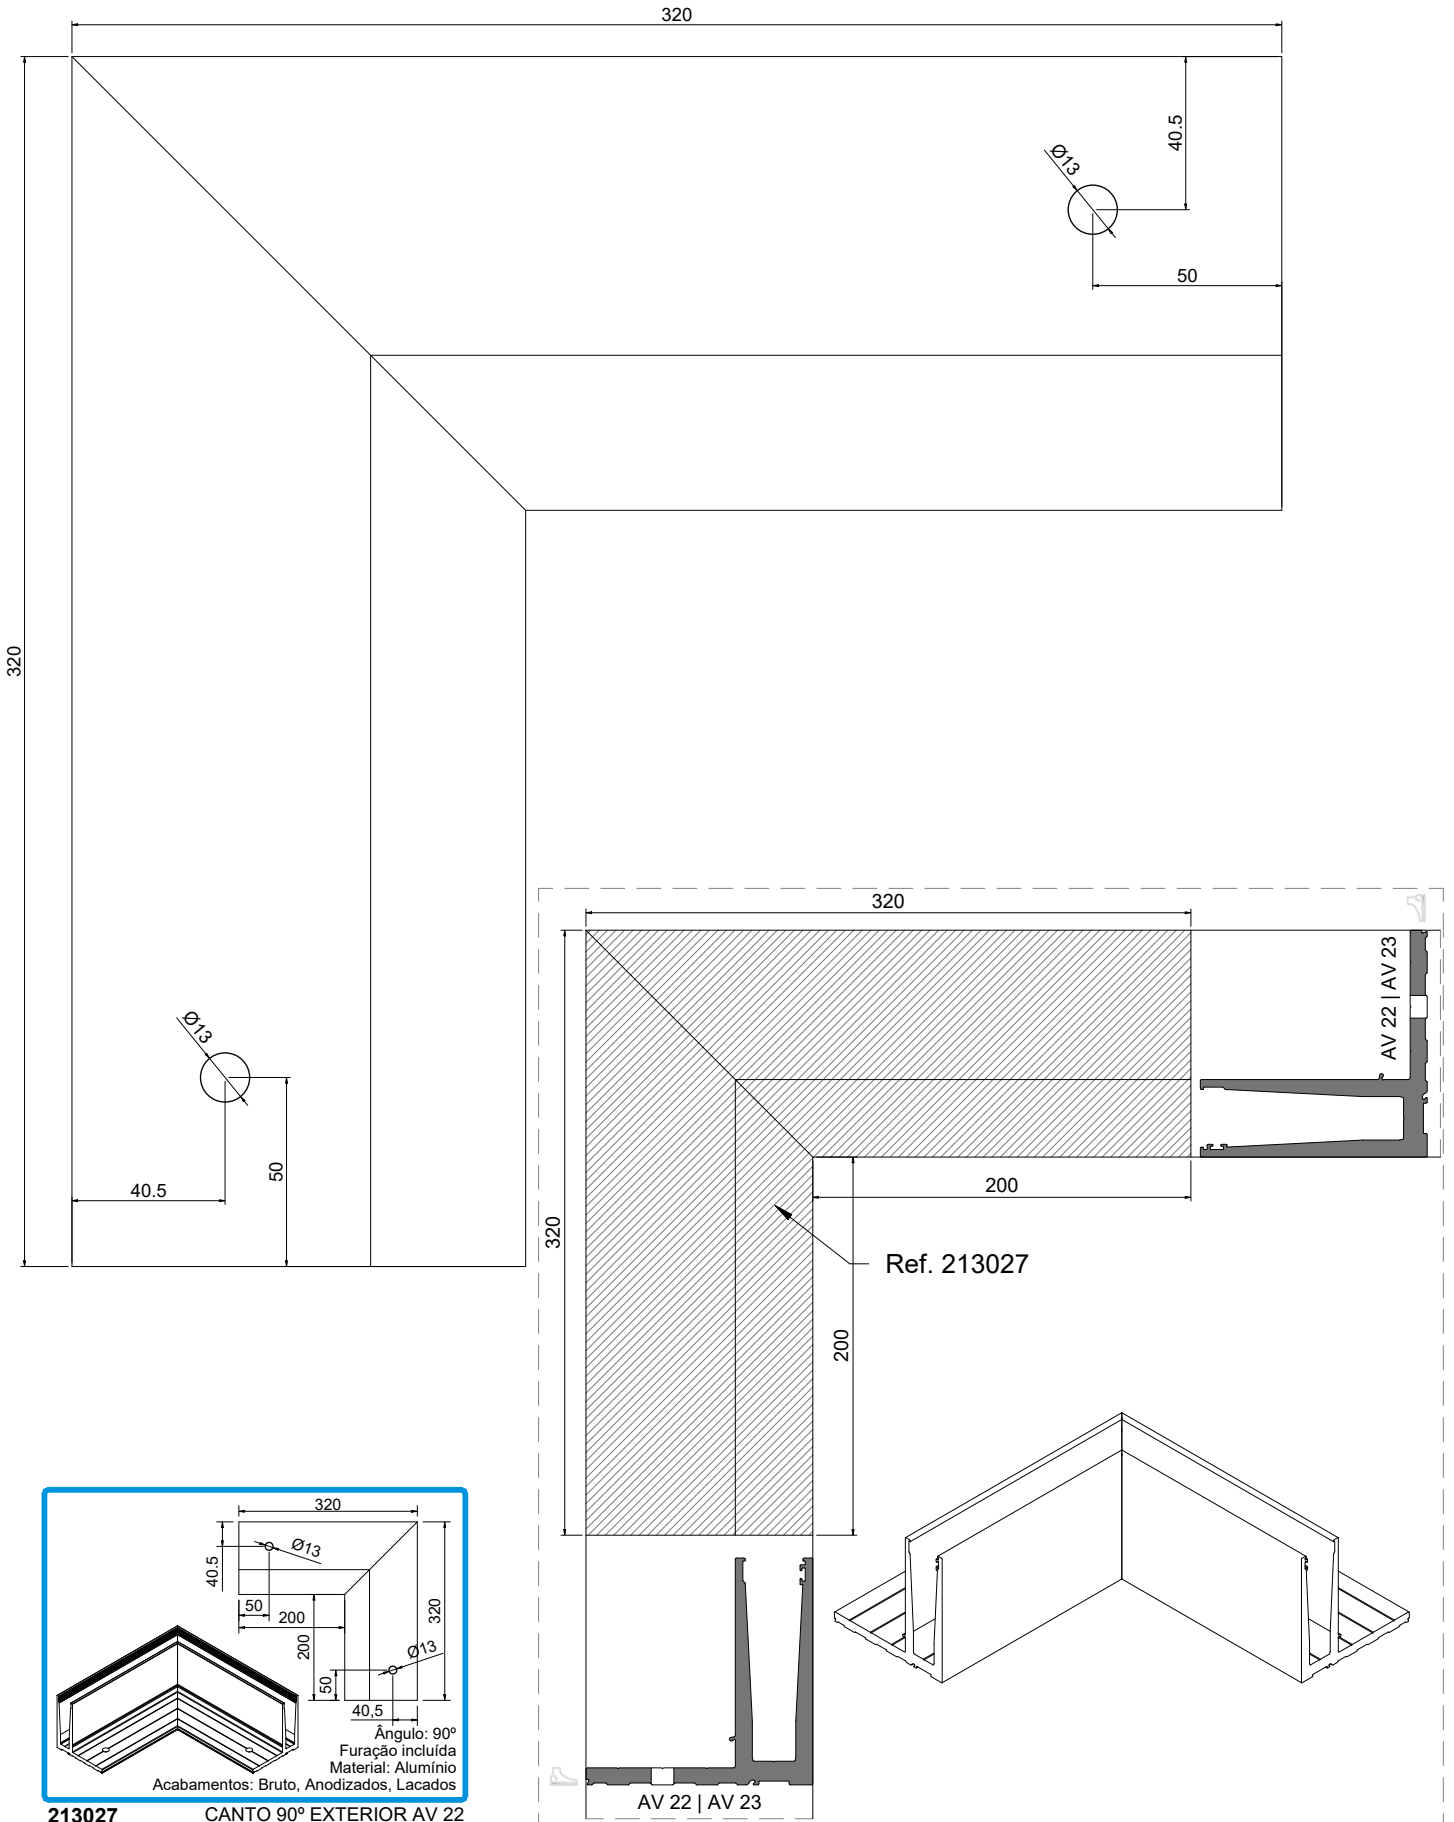 320
40.5
Ø13
50
320
Ø13
50
40.5
320
AV 22 | AV 23
200
320
Ref. 213027
200
AV 22 | AV 23
320
Ø13
40.5
50
200
320
200
Ø13
50
40,5
Ângulo: 90º
Furação incluída
Material: Alumínio
Acabamentos: Bruto, Anodizados, Lacados
213027 CANTO 90º EXTERIOR AV 22